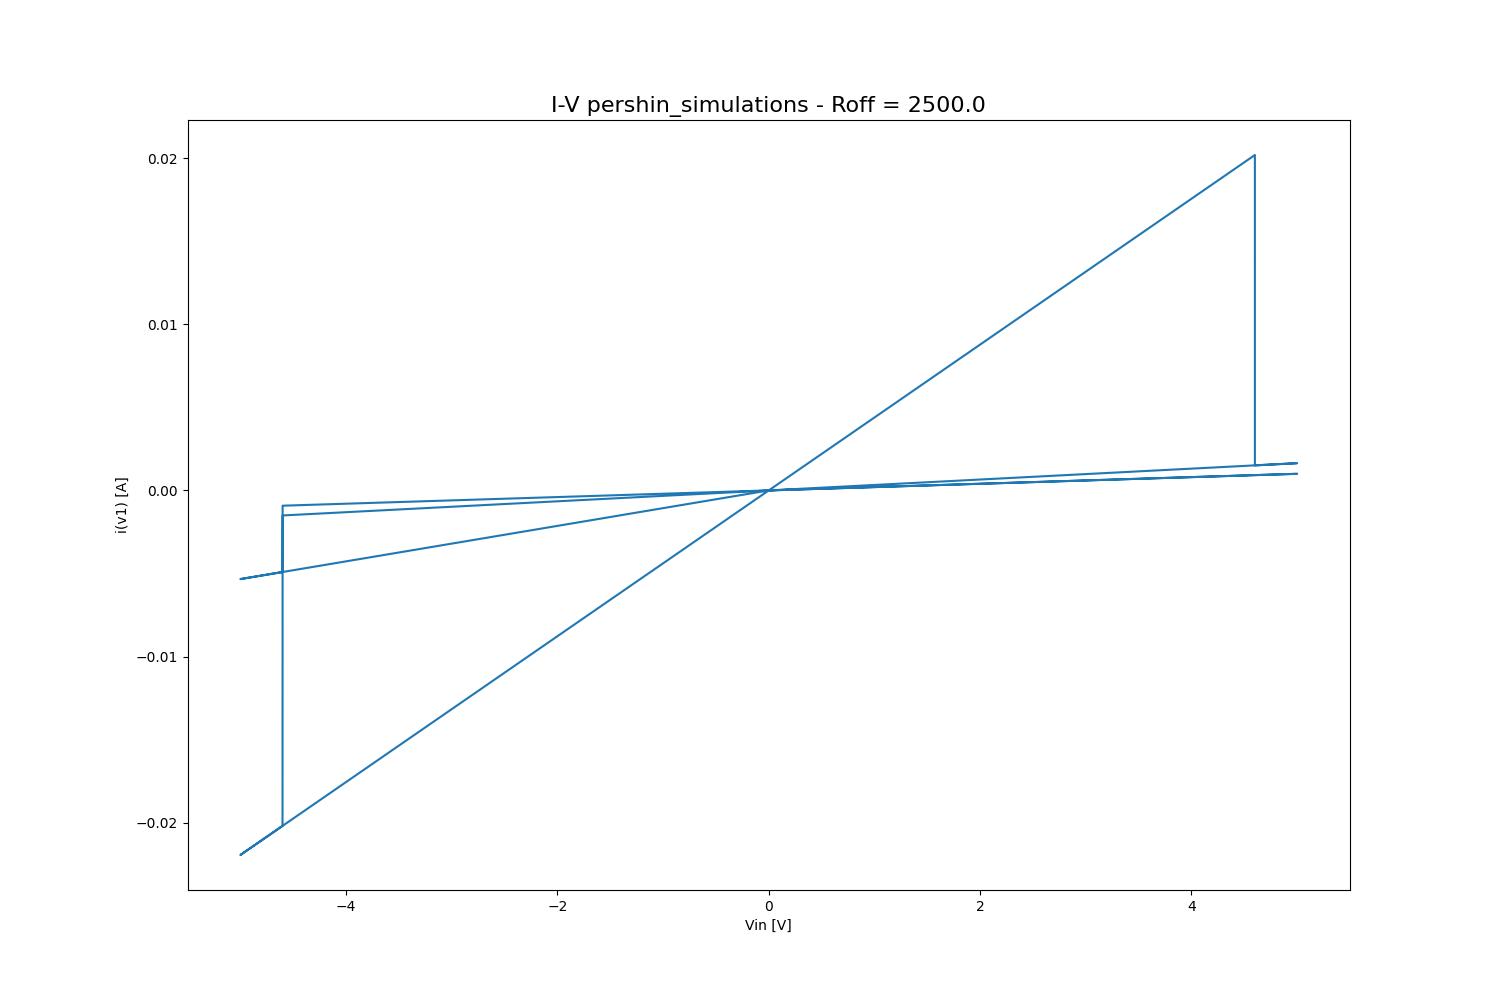 I-V pershin_simulations - Roff = 2500.0
0.02
0.01
0.00
−0.01
−0.02
i(v1) [A]
−4 −2 0 2 4
Vin [V]